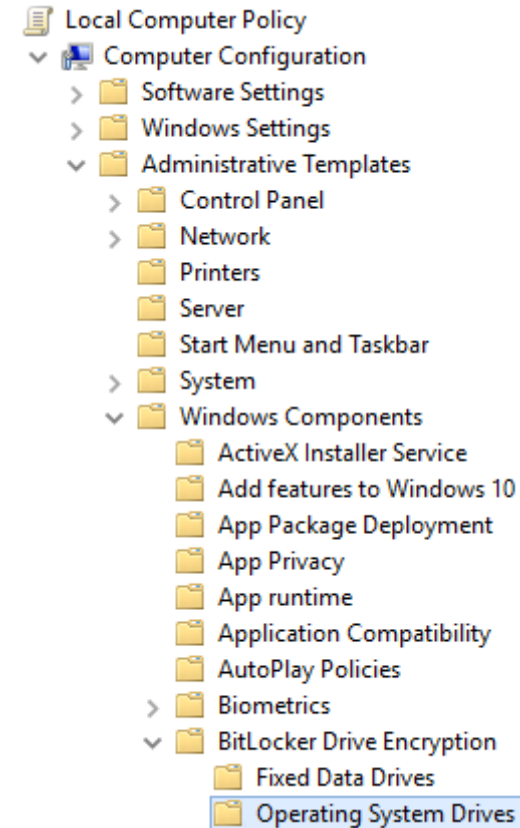 Local Computer Policy
Computer Configuration
Software Settings
Windows Settings
Administrative Templates
Control Panel
Network
Printers
Server
Start Menu and Taskbar
System
Windows Components
ActiveX Installer Service
Add features to Windows 10
App Package Deployment
App Privacy
App runtime
Application Compatibility
AutoPlay Policies
Biometrics
BitLocker Drive Encryption
Fixed Data Drives
Operating System Drives